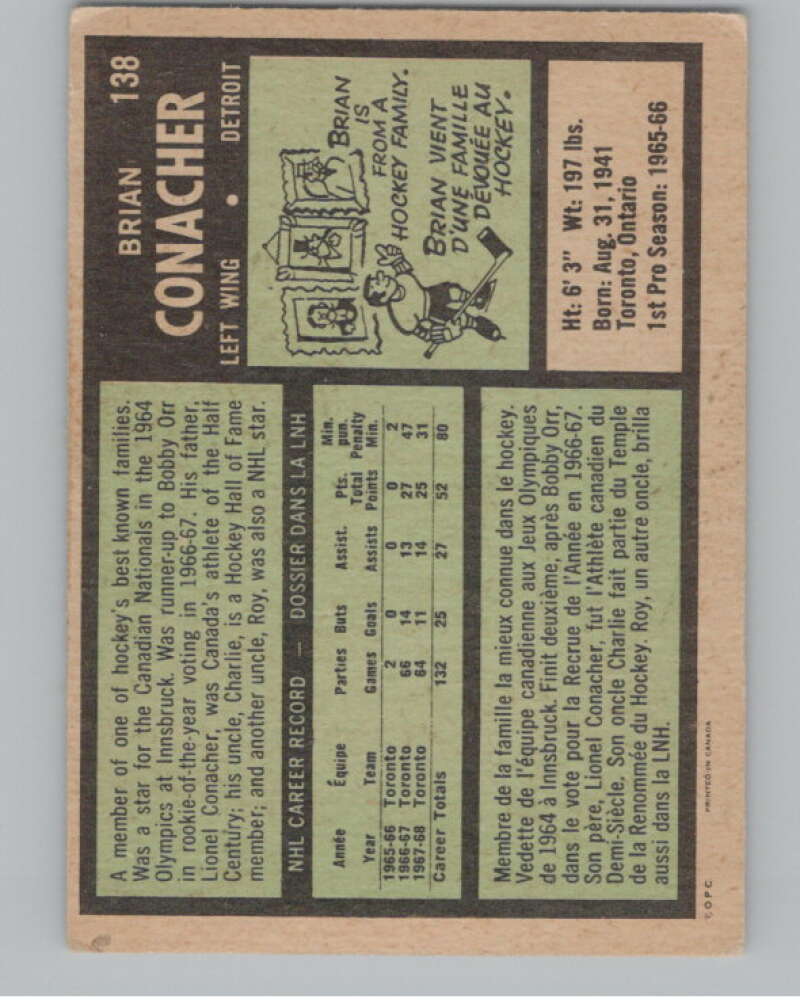 138
BRIAN
CONACHER
LEFT WING • DETROIT
A member of one of hockey's best known families.
Was a star for the Canadian Nationals in the 1964
Olympics at Innsbruck. Was runner-up to Bobby Orr
in rookie-of-the-year voting in 1966-67. His father,
Lionel Conacher, was Canada's athlete of the Half
Century; his uncle, Charlie, is a Hockey Hall of Fame
member; and another uncle, Roy, was also a NHL star.
BRIAN
IS
FROM A
HOCKEY FAMILY.
BRIAN VIENT
D'UNE FAMILLE
DÉVOUÉE AU
HOCKEY.
NHL CAREER RECORD — DOSSIER DANS LA LNH
Année Équipe Parties Buts Assist. Pts. Total Min. pun.
Year Team Games Goals Assists Points Penalty Min.
1965-66 Toronto 2 0 0 0 2
1966-67 Toronto 66 14 13 27 47
1967-68 Toronto 64 11 14 25 31
Career Totals 132 25 27 52 80
Membre de la famille la mieux connue dans le hockey.
Vedette de l'équipe canadienne aux Jeux Olympiques
de 1964 à Innsbruck. Finit deuxième, après Bobby Orr,
dans le vote pour la Recrue de l'Année en 1966-67.
Son père, Lionel Conacher, fut l'Athlète canadien du
Demi-Siècle. Son oncle Charlie fait partie du Temple
de la Renommée du Hockey. Roy, un autre oncle, brilla
aussi dans la LNH.
Ht: 6' 3" Wt: 197 lbs.
Born: Aug. 31, 1941
Toronto, Ontario
1st Pro Season: 1965-66
O.P.C. PRINTED IN CANADA